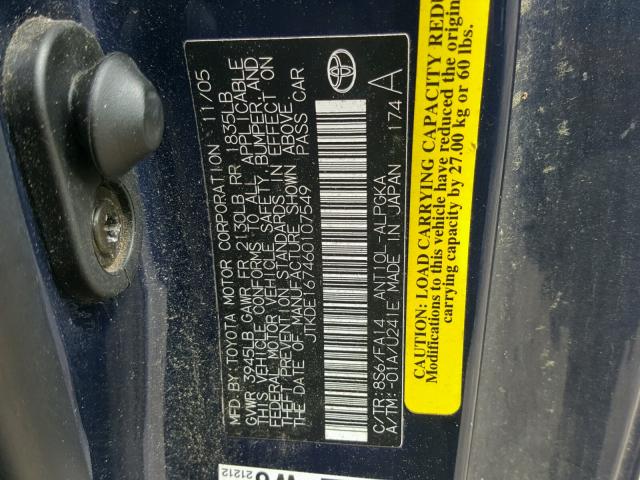 MFD. BY: TOYOTA MOTOR CORPORATION 11/05
GVWR 3945LB GAWR FR 2130LB RR 1835LB
THIS VEHICLE CONFORMS TO ALL APPLICABLE
FEDERAL MOTOR VEHICLE SAFETY, BUMPER, AND
THEFT PREVENTION STANDARDS IN EFFECT ON
THE DATE OF MANUFACTURE SHOWN ABOVE.
JTKDE167460107549 PASS CAR
C/TR: 8S6/FA14 ANT10L-ALPGKA
A/TM: -01A/U241E MADE IN JAPAN 174 A
CAUTION: LOAD CARRYING CAPACITY REDU
Modifications to this vehicle have reduced the origin
carrying capacity by 27.00 kg or 60 lbs.
21212